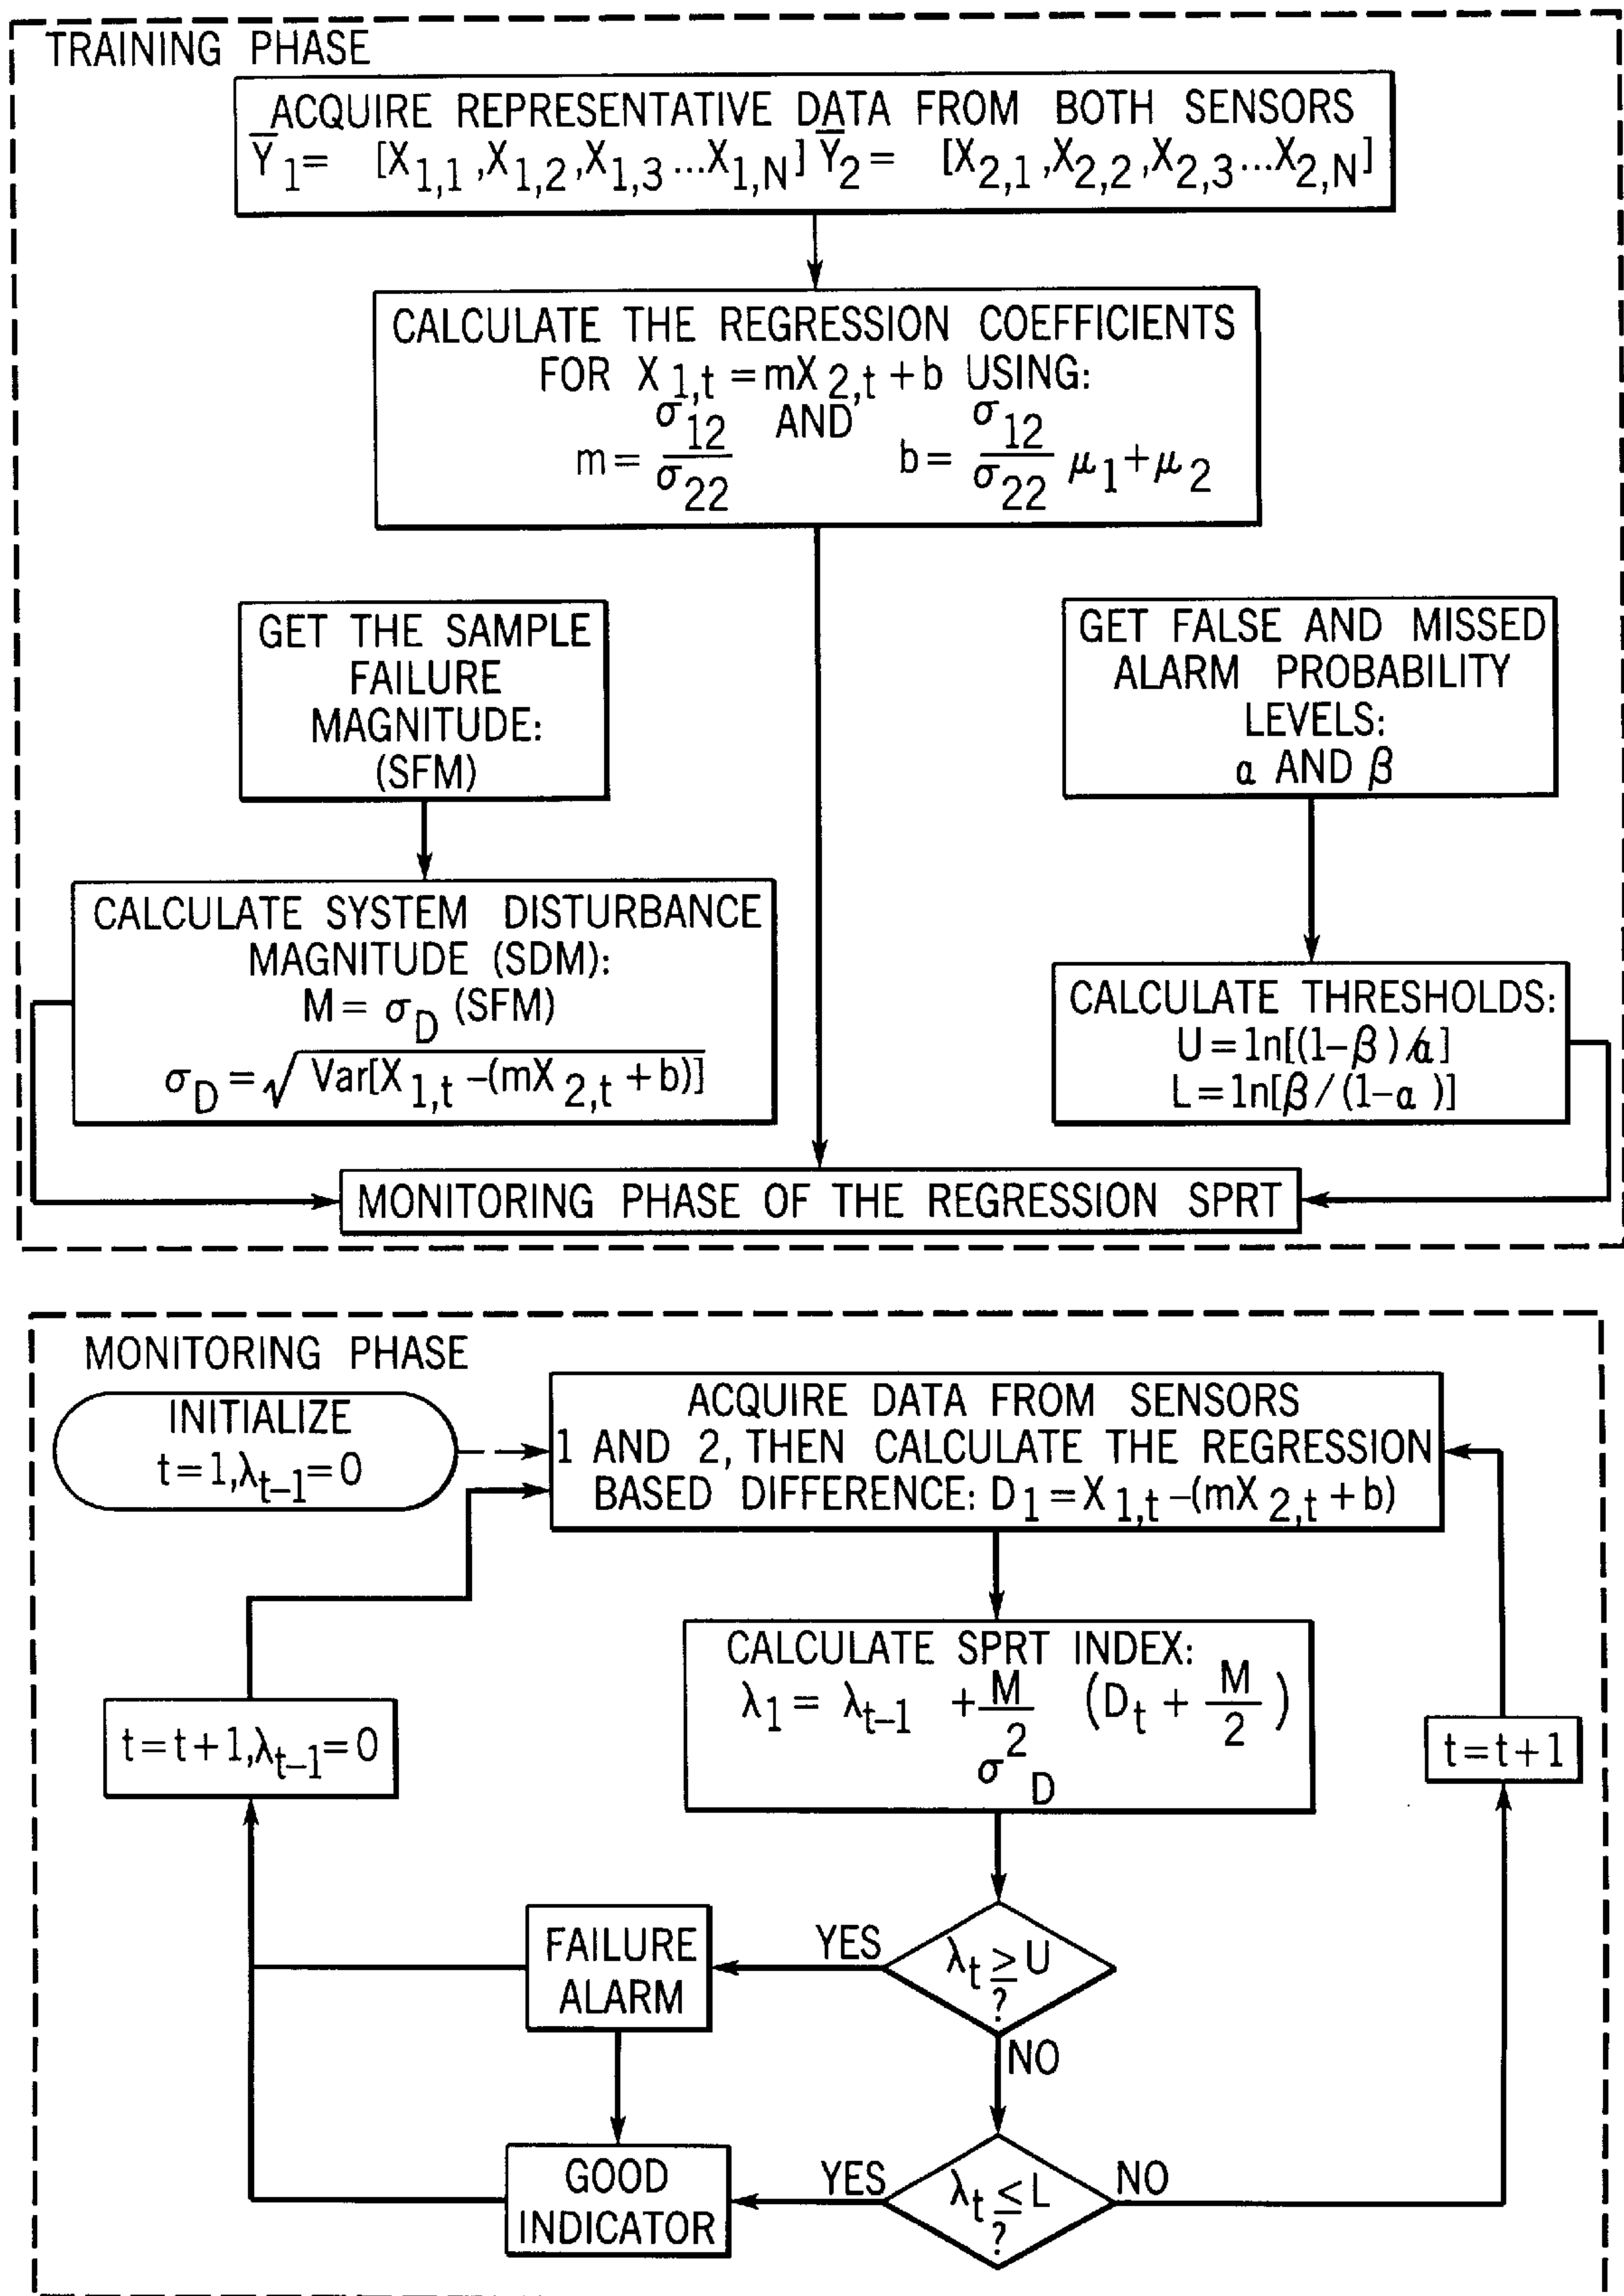 TRAINING PHASE
ACQUIRE REPRESENTATIVE DATA FROM BOTH SENSORS
Y̅1= [X1,1 ,X1,2 ,X1,3 ...X1,N] Y̅2= [X2,1 ,X2,2 ,X2,3 ...X2,N]
CALCULATE THE REGRESSION COEFFICIENTS
FOR X1,t =mX2,t +b USING:
m= σ12/σ22 AND b= σ12/σ22 μ1+μ2
GET THE SAMPLE
FAILURE
MAGNITUDE:
(SFM)
GET FALSE AND MISSED
ALARM PROBABILITY
LEVELS:
α AND β
CALCULATE SYSTEM DISTURBANCE
MAGNITUDE (SDM):
M= σD (SFM)
σD =√Var[X1,t -(mX2,t +b)]
CALCULATE THRESHOLDS:
U=ln[(1-β)/α]
L=ln[β/(1-α )]
MONITORING PHASE OF THE REGRESSION SPRT
MONITORING PHASE
INITIALIZE
t=1,λt-1=0
ACQUIRE DATA FROM SENSORS
1 AND 2, THEN CALCULATE THE REGRESSION
BASED DIFFERENCE: D1=X1,t -(mX2,t +b)
CALCULATE SPRT INDEX:
λ1= λt-1 + M/σ²D (Dt + M/2 )
t=t+1,λt-1=0
t=t+1
FAILURE
ALARM
YES
λt ≥U
?
NO
GOOD
INDICATOR
YES
λt ≤L
?
NO